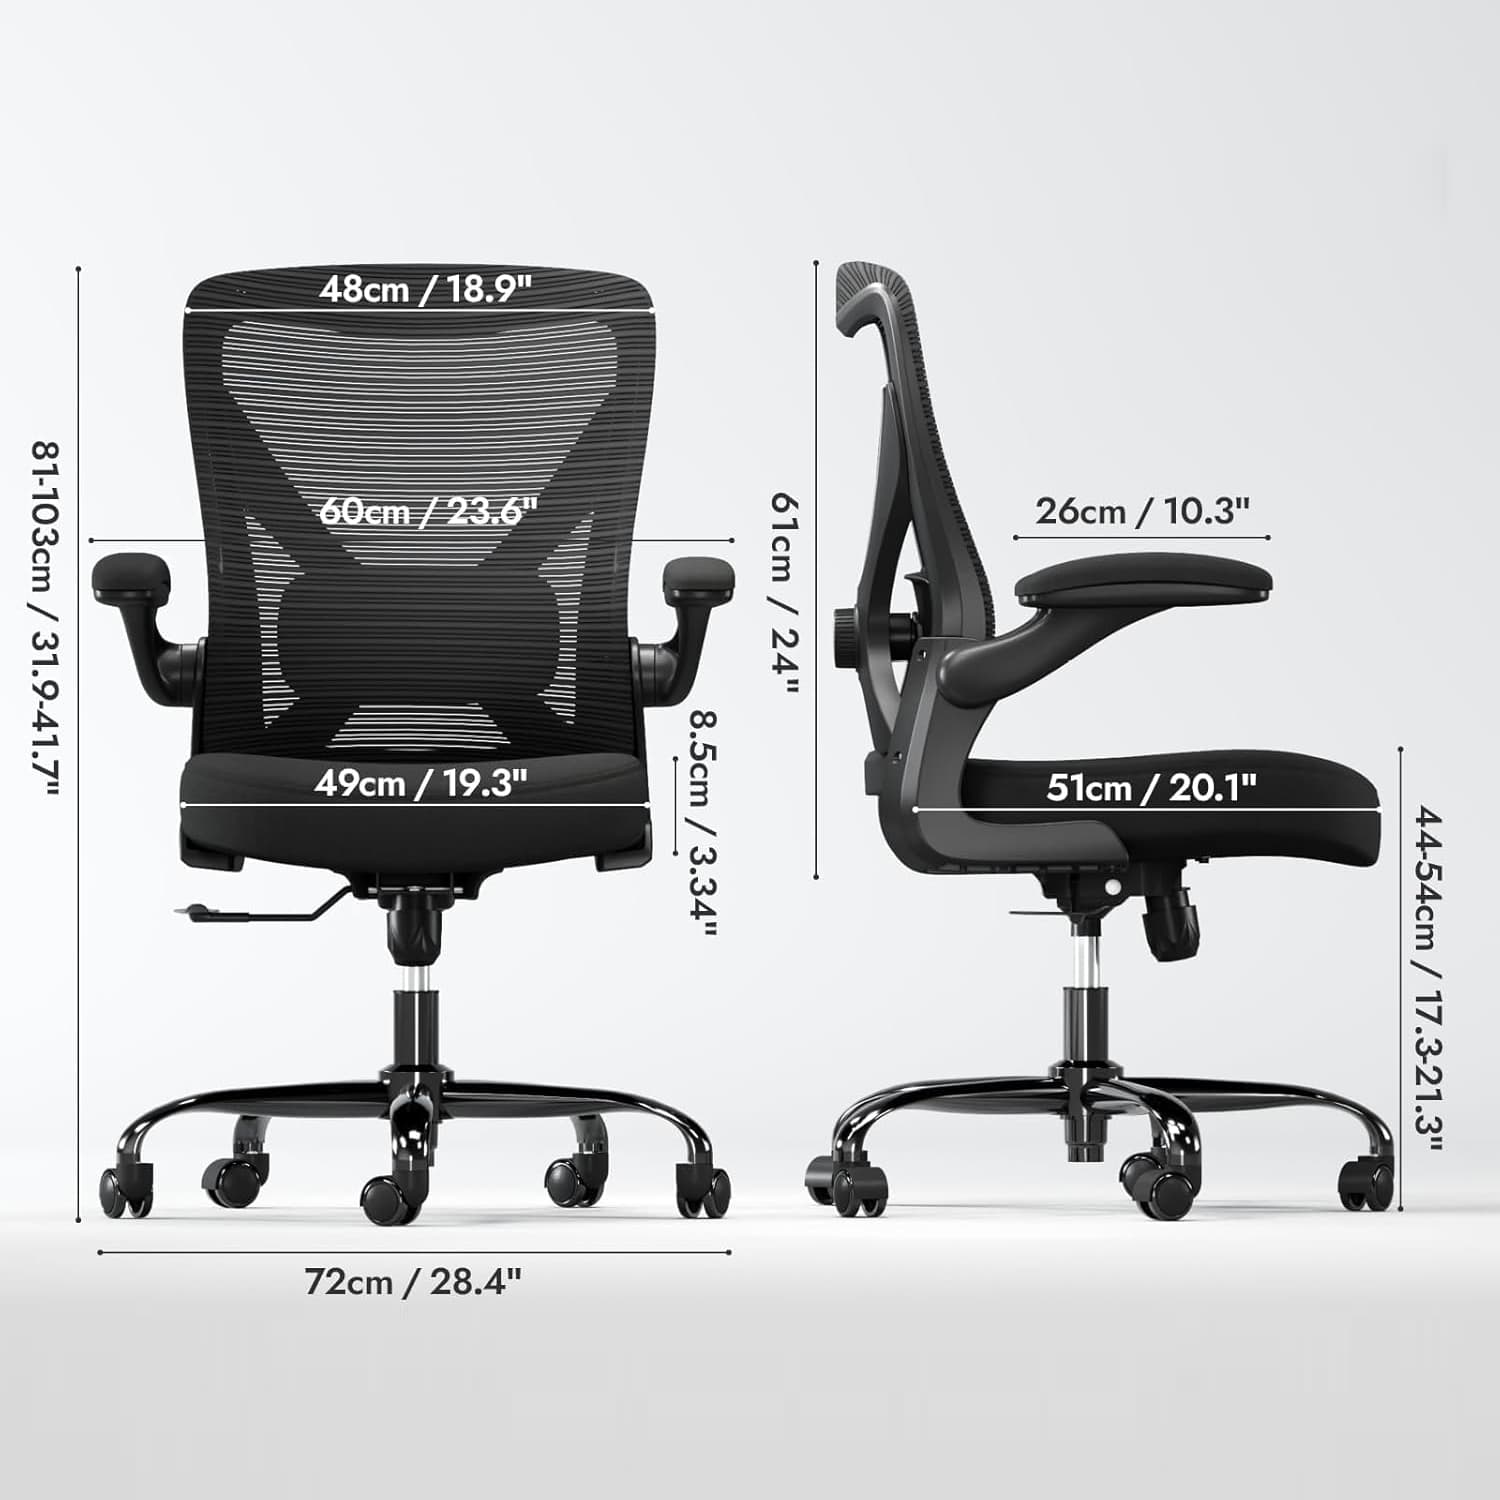 48cm / 18.9"
60cm / 23.6"
81-103cm / 31.9-41.7"
49cm / 19.3"
8.5cm / 3.34"
72cm / 28.4"
61cm / 24"
26cm / 10.3"
51cm / 20.1"
44-54cm / 17.3-21.3"